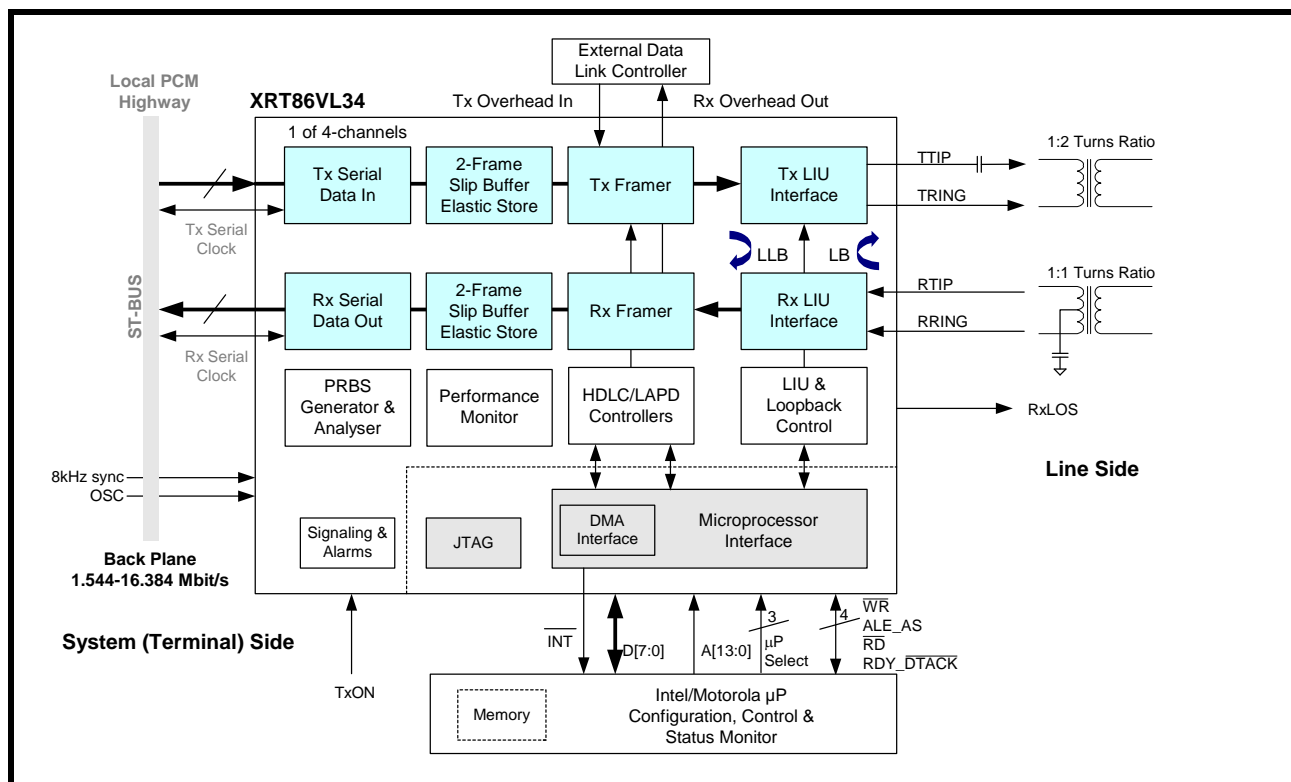 External Data
Link Controller
Local PCM
Highway
XRT86VL34
Tx Overhead In
Rx Overhead Out
1 of 4-channels
Tx Serial
Data In
2-Frame
Slip Buffer
Elastic Store
Tx Framer
Tx LIU
Interface
TTIP
TRING
1:2 Turns Ratio
Tx Serial
Clock
LLB
LB
ST-BUS
Rx Serial
Data Out
2-Frame
Slip Buffer
Elastic Store
Rx Framer
Rx LIU
Interface
RTIP
RRING
1:1 Turns Ratio
Rx Serial
Clock
PRBS
Generator &
Analyser
Performance
Monitor
HDLC/LAPD
Controllers
LIU &
Loopback
Control
RxLOS
Line Side
8kHz sync
OSC
Signaling &
Alarms
JTAG
DMA
Interface
Microprocessor
Interface
Back Plane
1.544-16.384 Mbit/s
System (Terminal) Side
TxON
INT
D[7:0]
A[13:0]
3
µP
Select
4
WR
ALE_AS
RD
RDY_DTACK
Memory
Intel/Motorola µP
Configuration, Control &
Status Monitor